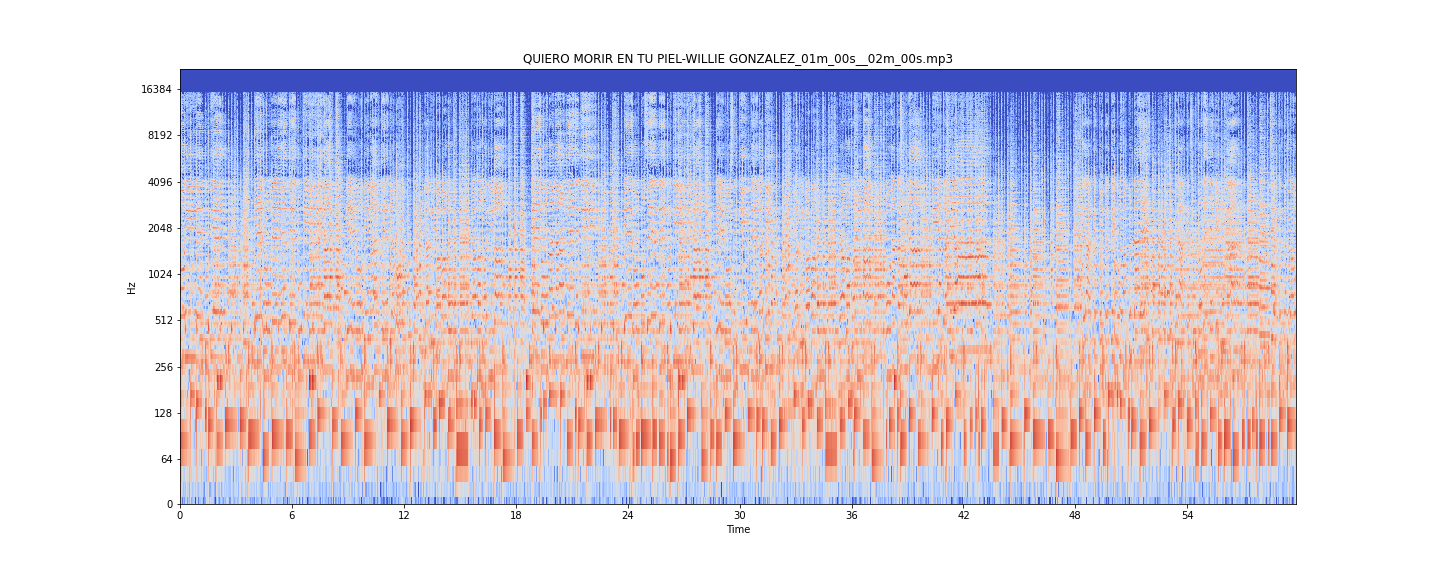 QUIERO MORIR EN TU PIEL-WILLIE GONZALEZ_01m_00s__02m_00s.mp3
16384
8192
4096
2048
1024
512
256
128
64
0
Hz
0 6 12 18 24 30 36 42 48 54
Time